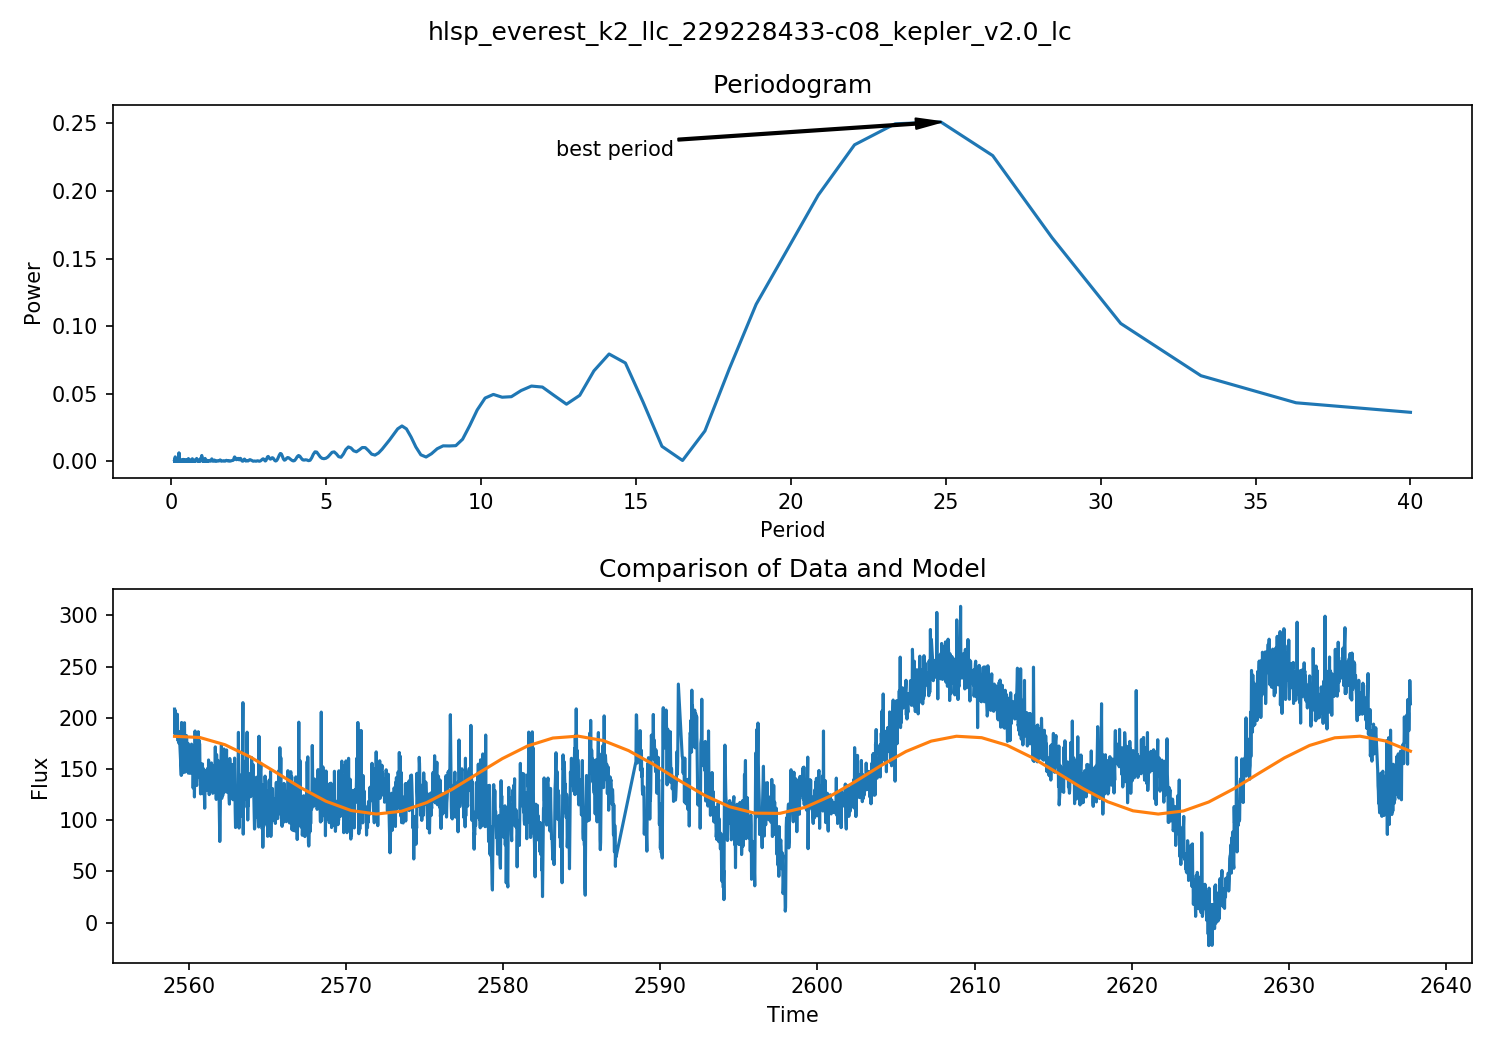 hlsp_everest_k2_llc_229228433-c08_kepler_v2.0_lc
Periodogram
0.25
0.20
0.15
0.10
0.05
0.00
Power
best period
0 5 10 15 20 25 30 35 40
Period
Comparison of Data and Model
300
250
200
150
100
50
0
Flux
2560 2570 2580 2590 2600 2610 2620 2630 2640
Time